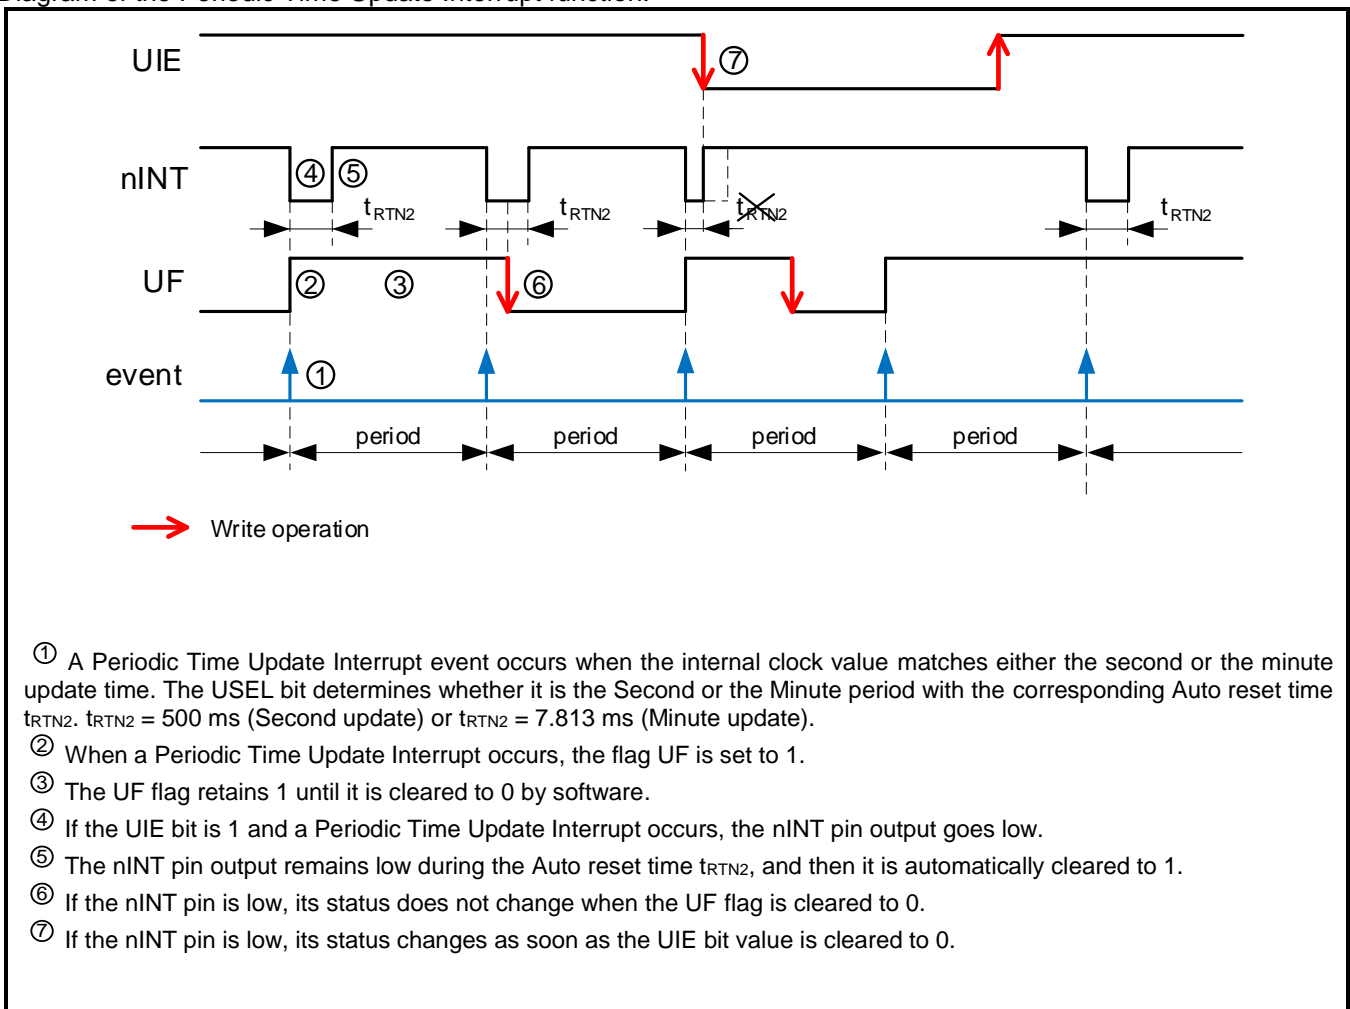 Diagram of the Periodic Time Update Interrupt function:
UIE
⑦
nINT
④ ⑤
tRTN2 tRTN2 tRTN2 tRTN2
UF
② ③ ⑥
event
①
period period period period
Write operation
① A Periodic Time Update Interrupt event occurs when the internal clock value matches either the second or the minute
update time. The USEL bit determines whether it is the Second or the Minute period with the corresponding Auto reset time
tRTN2. tRTN2 = 500 ms (Second update) or tRTN2 = 7.813 ms (Minute update).
② When a Periodic Time Update Interrupt occurs, the flag UF is set to 1.
③ The UF flag retains 1 until it is cleared to 0 by software.
④ If the UIE bit is 1 and a Periodic Time Update Interrupt occurs, the nINT pin output goes low.
⑤ The nINT pin output remains low during the Auto reset time tRTN2, and then it is automatically cleared to 1.
⑥ If the nINT pin is low, its status does not change when the UF flag is cleared to 0.
⑦ If the nINT pin is low, its status changes as soon as the UIE bit value is cleared to 0.